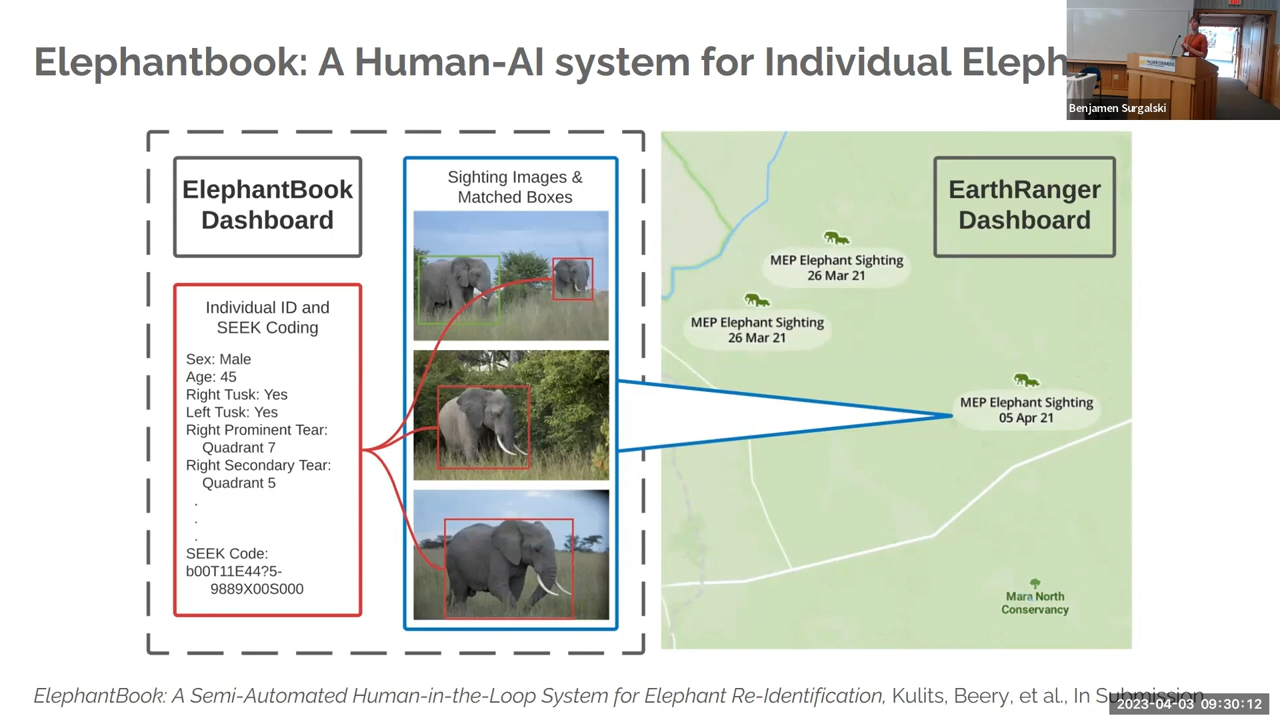 Elephantbook: A Human-AI system for Individual Eleph
Benjamen Surgalski
ElephantBook
Dashboard
Individual ID and
SEEK Coding
Sex: Male
Age: 45
Right Tusk: Yes
Left Tusk: Yes
Right Prominent Tear:
Quadrant 7
Right Secondary Tear:
Quadrant 5
.
.
.
SEEK Code:
b00T11E44?5-
9889X00S000
Sighting Images &
Matched Boxes
EarthRanger
Dashboard
MEP Elephant Sighting
26 Mar 21
MEP Elephant Sighting
26 Mar 21
MEP Elephant Sighting
05 Apr 21
Mara North
Conservancy
ElephantBook: A Semi-Automated Human-in-the-Loop System for Elephant Re-Identification, Kulits, Beery, et al., In Submission
2023-04-03 09:30:12